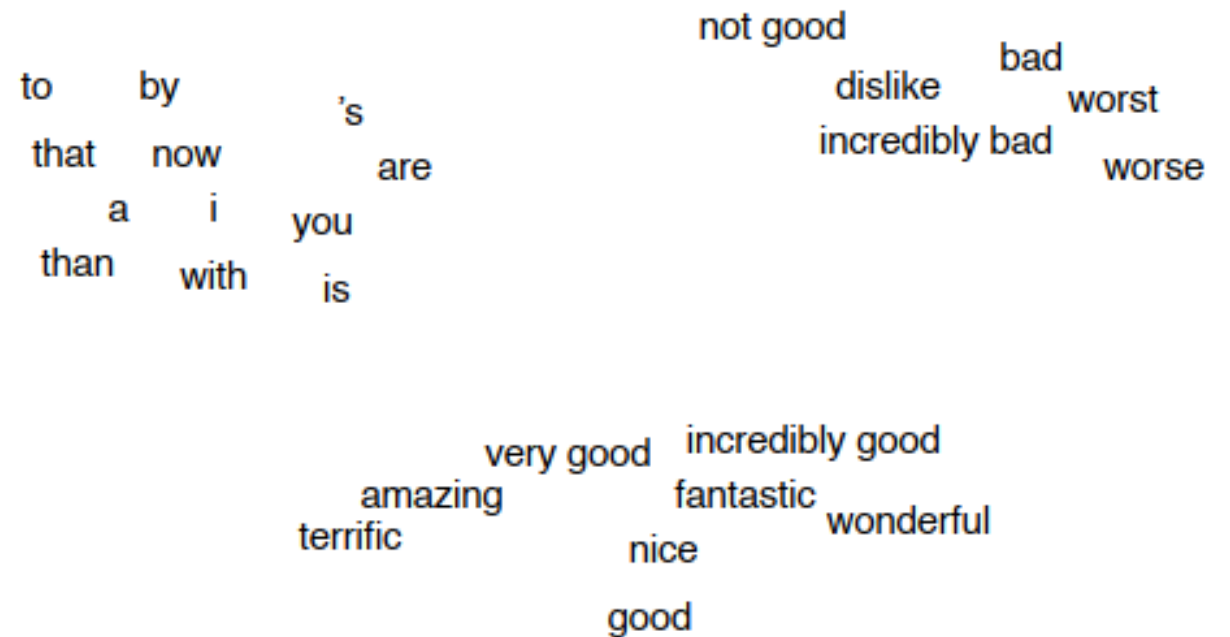 not good
bad
to by dislike
's worst
that now incredibly bad
are worse
a i you
than with is
very good incredibly good
amazing fantastic
terrific wonderful
nice
good